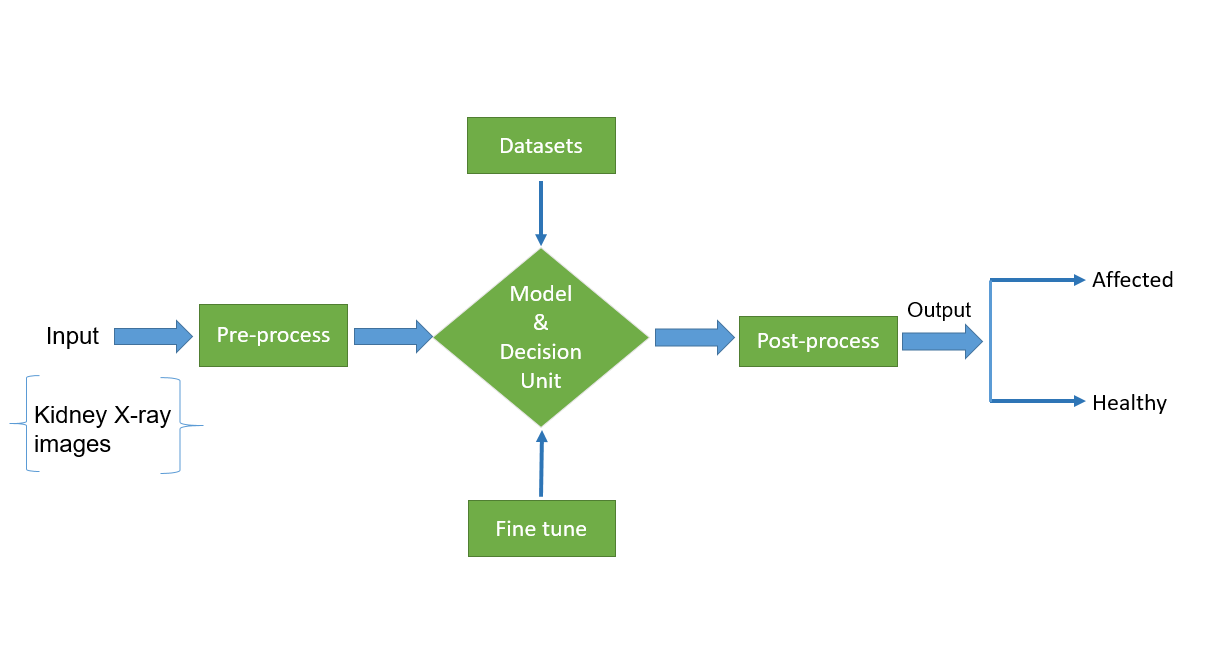 Datasets
Model
&
Decision
Unit
Input
Pre-process
Post-process
Output
Affected
Healthy
Kidney X-ray
images
Fine tune